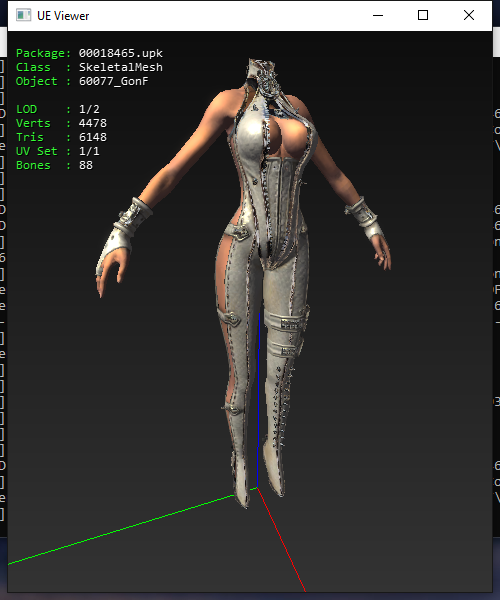 UE Viewer
Package: 00018465.upk
Class  : SkeletalMesh
Object : 60077_GonF
LOD    : 1/2
Verts  : 4478
Tris   : 6148
UV Set : 1/1
Bones  : 88